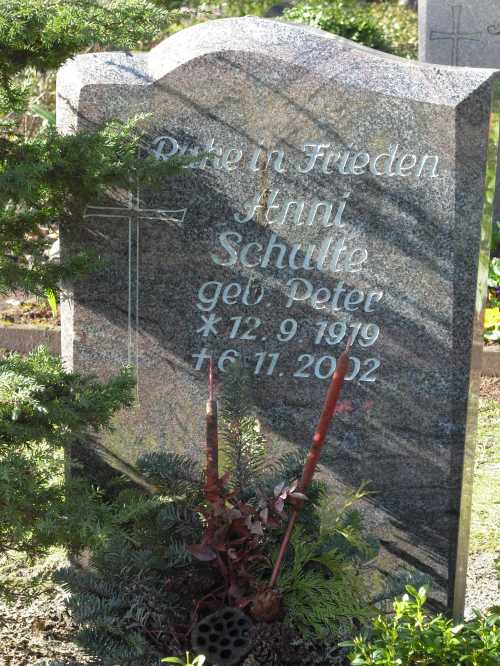 Ruhe in Frieden
Anni
Schulte
geb. Peter
* 12. 9. 1919
† 6. 11. 2002